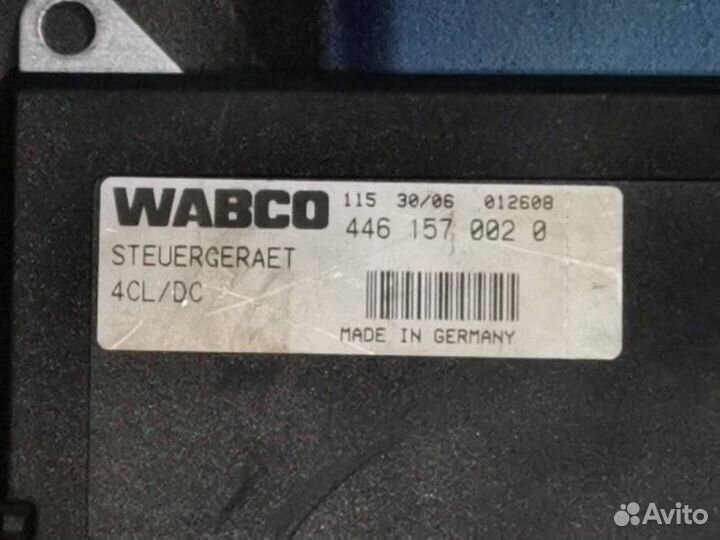 WABCO 115 30/06 012608
446 157 002 0
STEUERGERAET
4CL/DC
MADE IN GERMANY
Avito